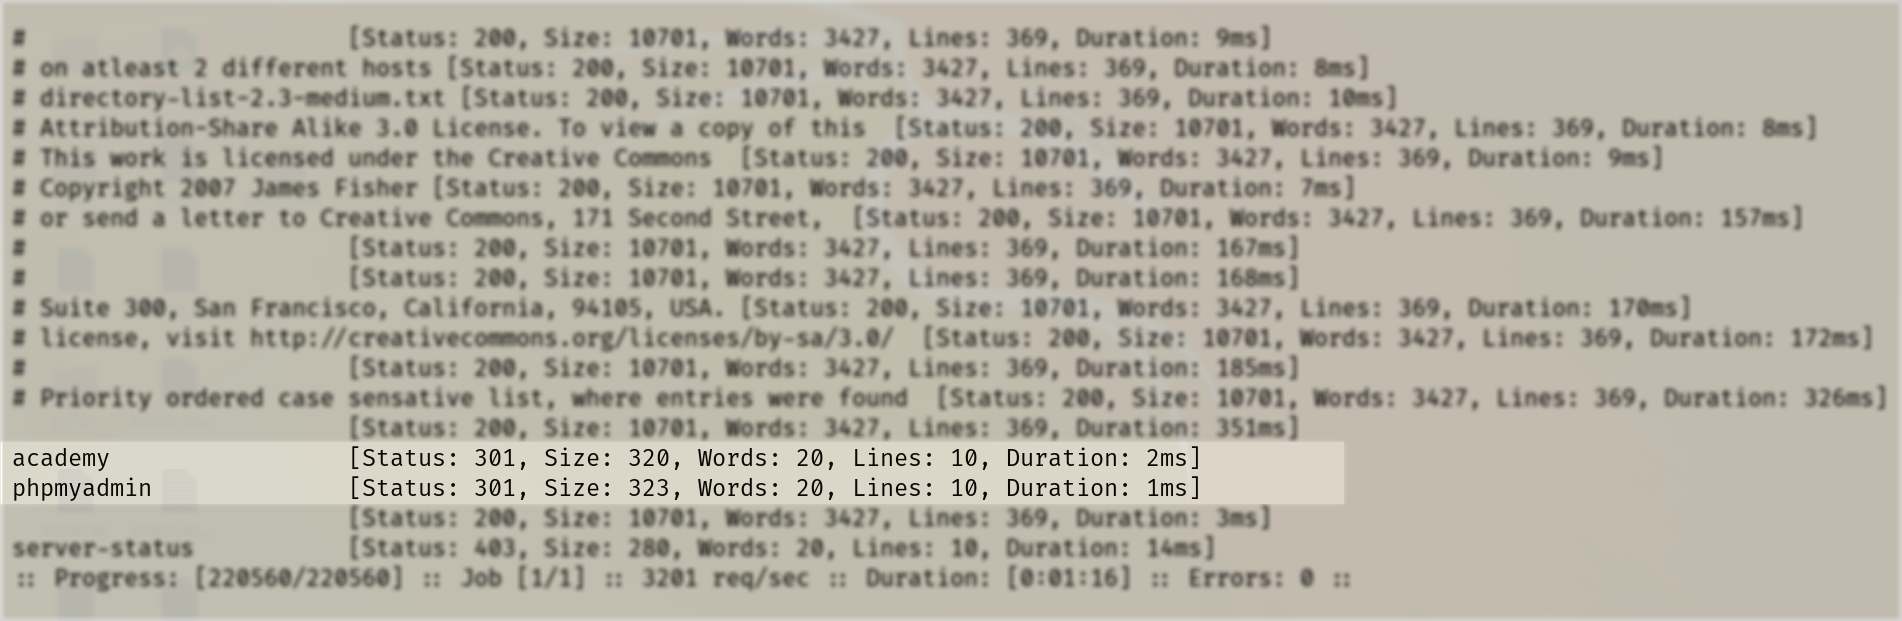 # [Status: 200, Size: 10701, Words: 3427, Lines: 369, Duration: 9ms]
# on atleast 2 different hosts [Status: 200, Size: 10701, Words: 3427, Lines: 369, Duration: 8ms]
# directory-list-2.3-medium.txt [Status: 200, Size: 10701, Words: 3427, Lines: 369, Duration: 10ms]
# Attribution-Share Alike 3.0 License. To view a copy of this [Status: 200, Size: 10701, Words: 3427, Lines: 369, Duration: 8ms]
# This work is licensed under the Creative Commons [Status: 200, Size: 10701, Words: 3427, Lines: 369, Duration: 9ms]
# Copyright 2007 James Fisher [Status: 200, Size: 10701, Words: 3427, Lines: 369, Duration: 7ms]
# or send a letter to Creative Commons, 171 Second Street, [Status: 200, Size: 10701, Words: 3427, Lines: 369, Duration: 157ms]
# [Status: 200, Size: 10701, Words: 3427, Lines: 369, Duration: 167ms]
# [Status: 200, Size: 10701, Words: 3427, Lines: 369, Duration: 168ms]
# Suite 300, San Francisco, California, 94105, USA. [Status: 200, Size: 10701, Words: 3427, Lines: 369, Duration: 170ms]
# license, visit http://creativecommons.org/licenses/by-sa/3.0/ [Status: 200, Size: 10701, Words: 3427, Lines: 369, Duration: 172ms]
# [Status: 200, Size: 10701, Words: 3427, Lines: 369, Duration: 185ms]
# Priority ordered case sensative list, where entries were found [Status: 200, Size: 10701, Words: 3427, Lines: 369, Duration: 326ms]
[Status: 200, Size: 10701, Words: 3427, Lines: 369, Duration: 351ms]
academy [Status: 301, Size: 320, Words: 20, Lines: 10, Duration: 2ms]
phpmyadmin [Status: 301, Size: 323, Words: 20, Lines: 10, Duration: 1ms]
[Status: 200, Size: 10701, Words: 3427, Lines: 369, Duration: 3ms]
server-status [Status: 403, Size: 280, Words: 20, Lines: 10, Duration: 14ms]
:: Progress: [220560/220560] :: Job [1/1] :: 3201 req/sec :: Duration: [0:01:16] :: Errors: 0 ::